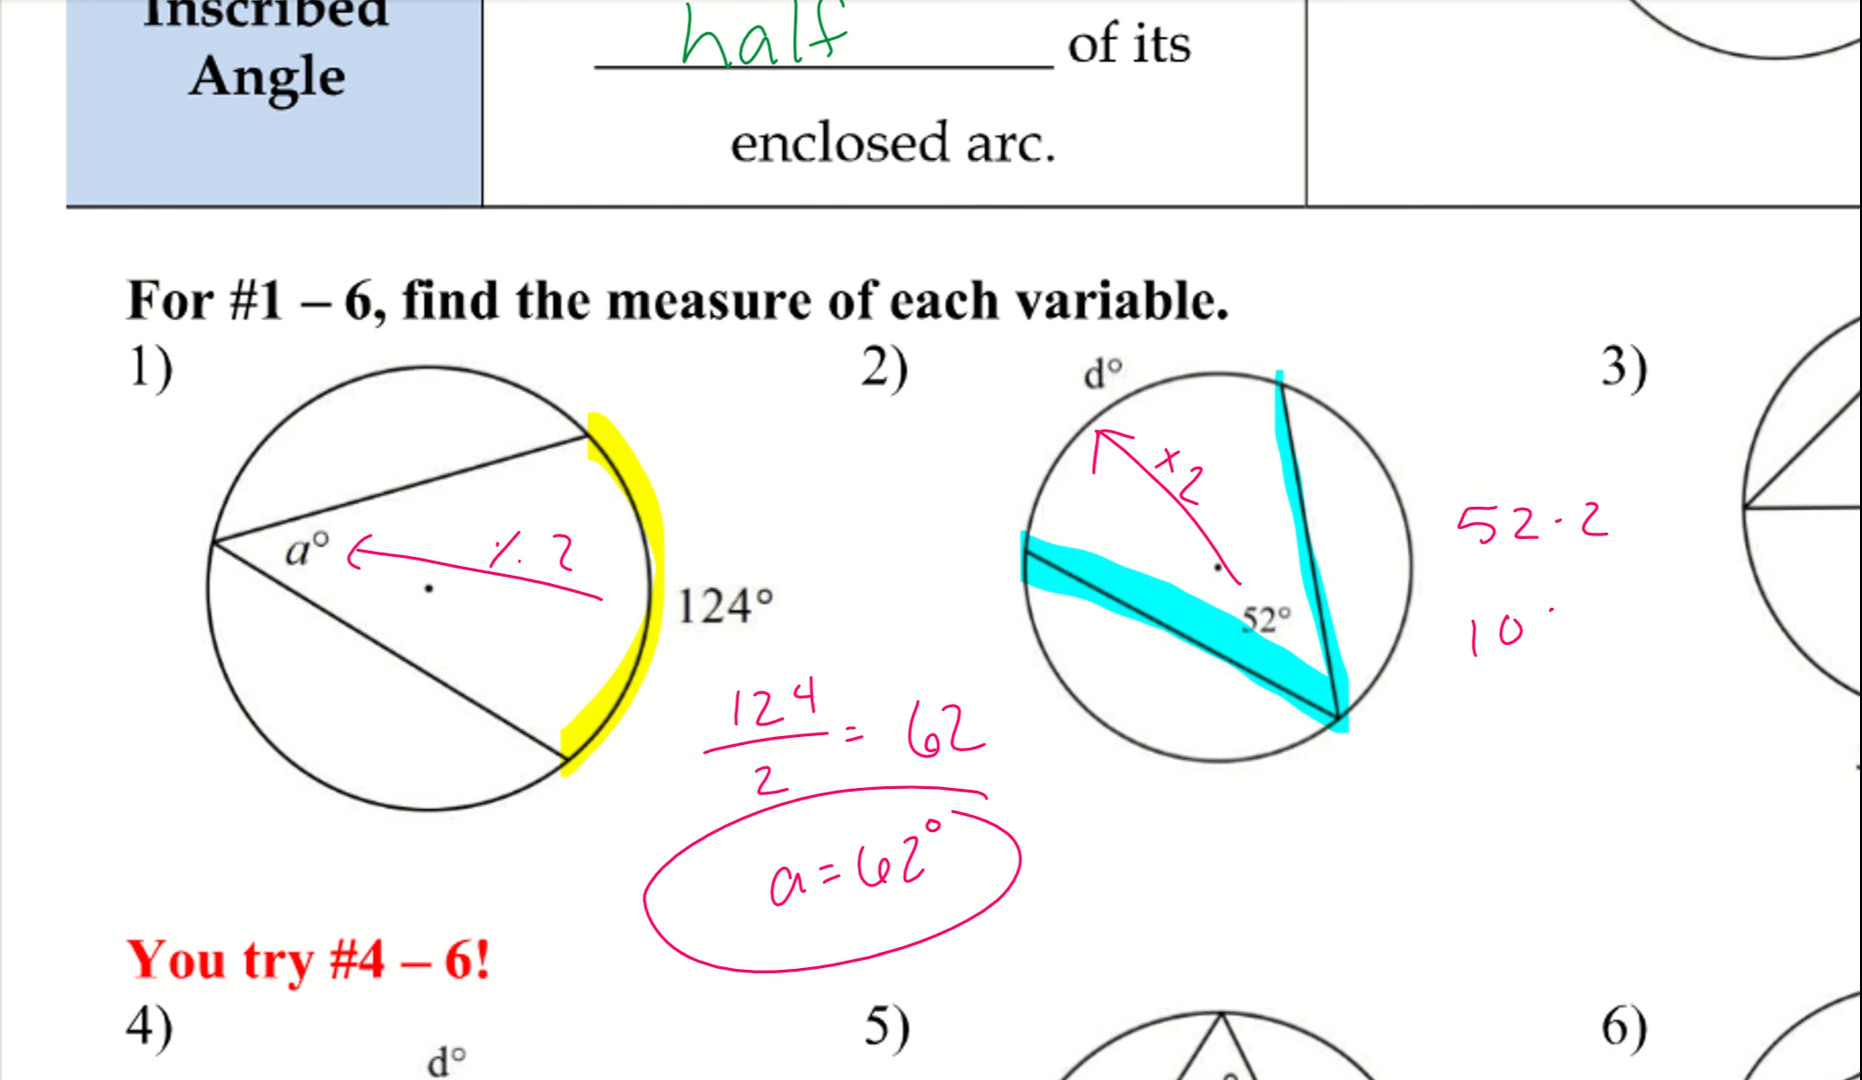 Inscribed
Angle
half of its
enclosed arc.
For #1 – 6, find the measure of each variable.
1)
a°
٪. 2
124°
124
2
= 62
a = 62°
2)
d°
x 2
52°
52 · 2
10
3)
You try #4 – 6!
4)
d°
5)
6)